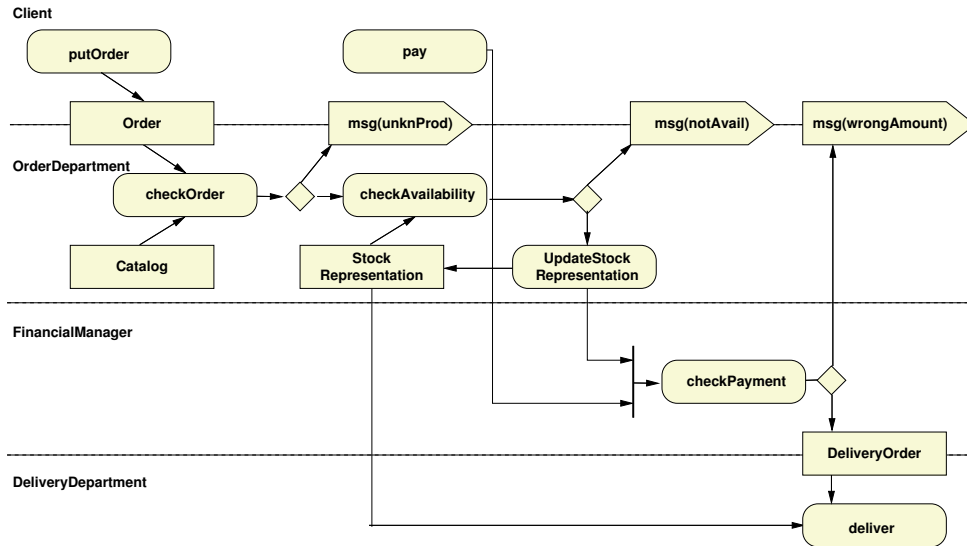 Client
putOrder
pay
Order
msg(unknProd)
msg(notAvail)
msg(wrongAmount)
OrderDepartment
checkOrder
checkAvailability
Catalog
Stock
Representation
UpdateStock
Representation
FinancialManager
checkPayment
DeliveryOrder
DeliveryDepartment
deliver